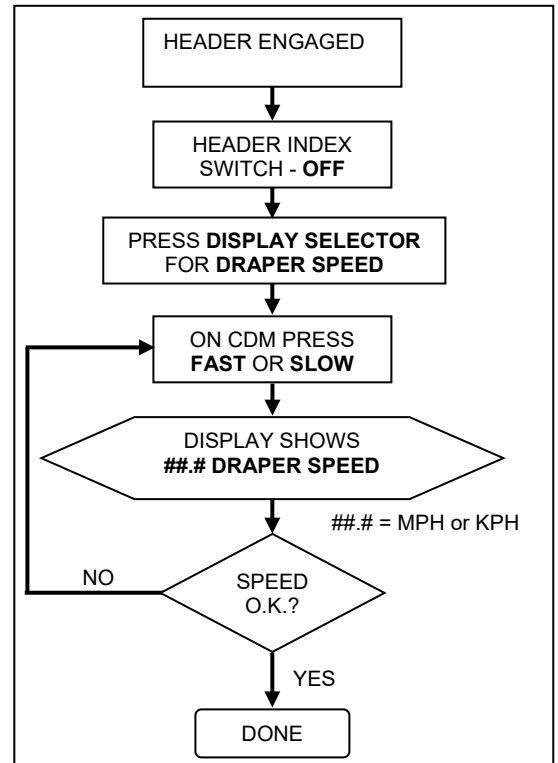 HEADER ENGAGED
HEADER INDEX
SWITCH - OFF
PRESS DISPLAY SELECTOR
FOR DRAPER SPEED
ON CDM PRESS
FAST OR SLOW
DISPLAY SHOWS
##.# DRAPER SPEED
##.# = MPH or KPH
NO
SPEED
O.K.?
YES
DONE